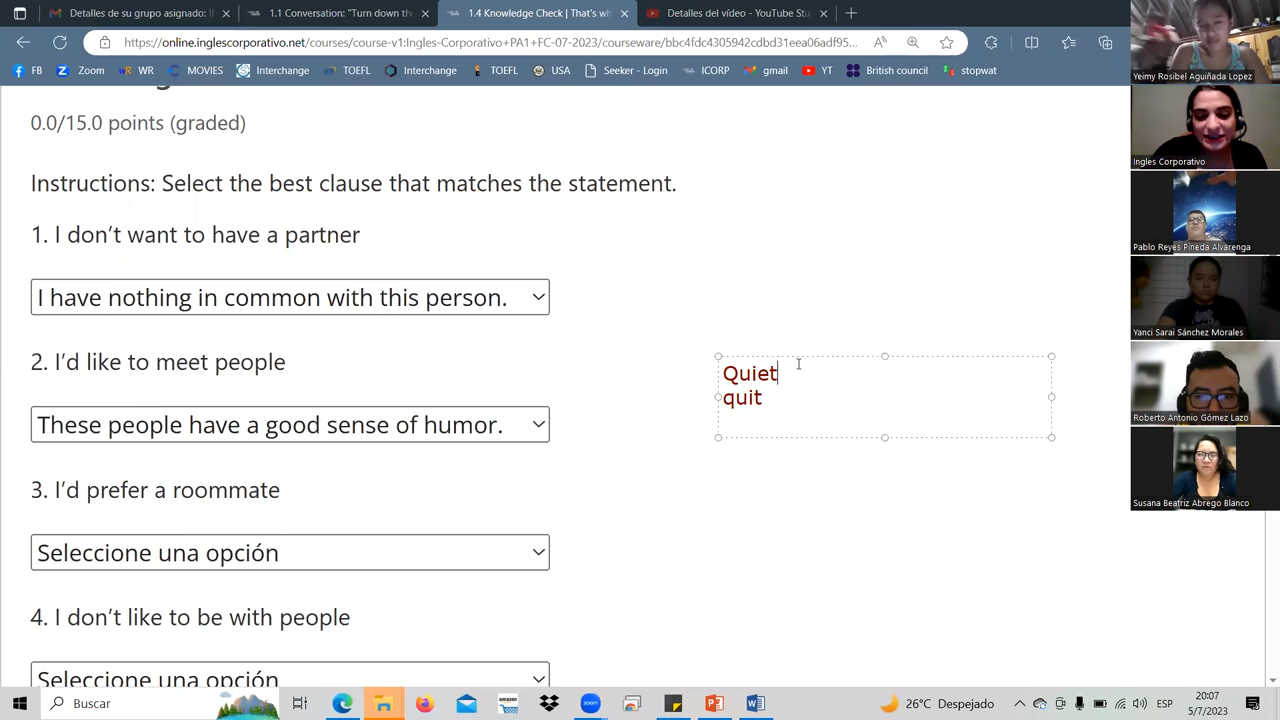 Detalles de su grupo asignado: II
1.1 Conversation: "Turn down th
1.4 Knowledge Check | That's wh
Detalles del vídeo - YouTube Stu
https://online.inglescorporativo.net/courses/course-v1:Ingles-Corporativo+PA1+FC-07-2023/courseware/bbc4fdc4305942cdbd31eea06adf95...
FB Zoom WR MOVIES Interchange TOEFL Interchange TOEFL USA Seeker - Login ICORP gmail YT British council stopwat
0.0/15.0 points (graded)
Instructions: Select the best clause that matches the statement.
1. I don't want to have a partner
I have nothing in common with this person.
2. I'd like to meet people
These people have a good sense of humor.
3. I'd prefer a roommate
Seleccione una opción
4. I don't like to be with people
Seleccione una opción
Quiet
quit
Yeimy Rosibel Aguiñada Lopez
Ingles Corporativo
Pablo Reyes Pineda Alvarenga
Yanci Sarai Sánchez Morales
Roberto Antonio Gómez Lazo
Susana Beatriz Abrego Blanco
Buscar
26°C Despejado
ESP
20:07
5/7/2023